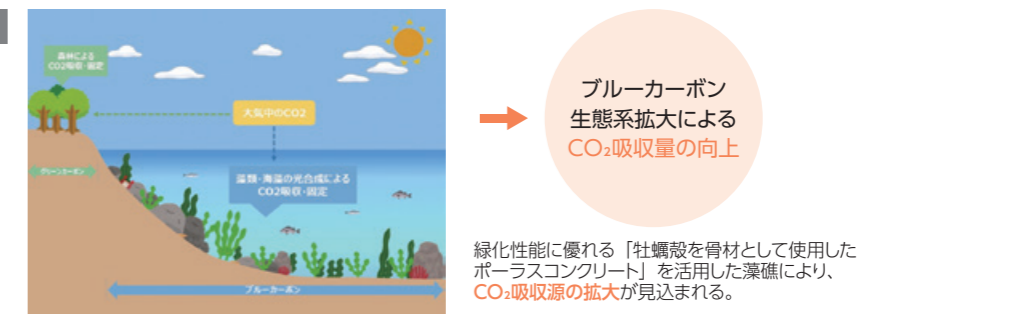 森林による
CO2吸収・固定
大気中のCO2
グリーンカーボン
藻類・海藻の光合成による
CO2吸収・固定
ブルーカーボン
ブルーカーボン
生態系拡大による
CO₂吸収量の向上
緑化性能に優れる「牡蠣殻を骨材として使用した
ポーラスコンクリート」を活用した藻礁により、
CO₂吸収源の拡大が見込まれる。